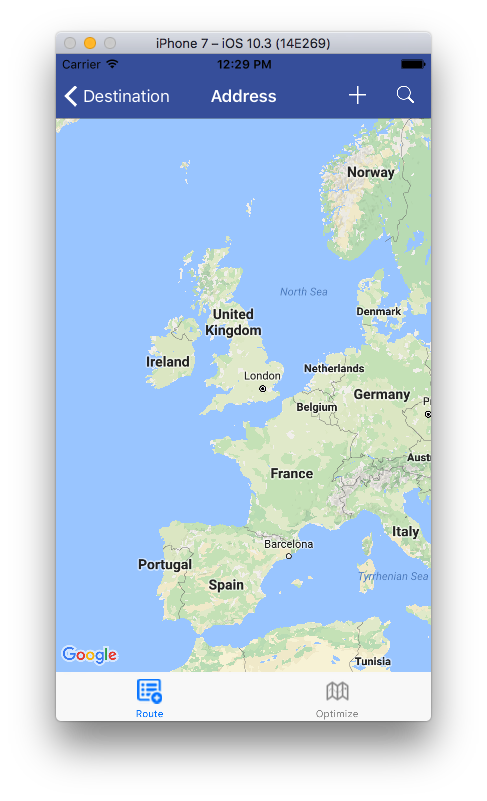 iPhone 7 – iOS 10.3 (14E269)
Carrier 12:29 PM
Destination Address
Norway
North Sea
Denmark
United
Kingdom
Ireland
London
Netherlands
Germany
Belgium
P
Aust
France
Italy
Barcelona
Portugal
Tyrrhenian Sea
Spain
Google
Tunisia
Route Optimize